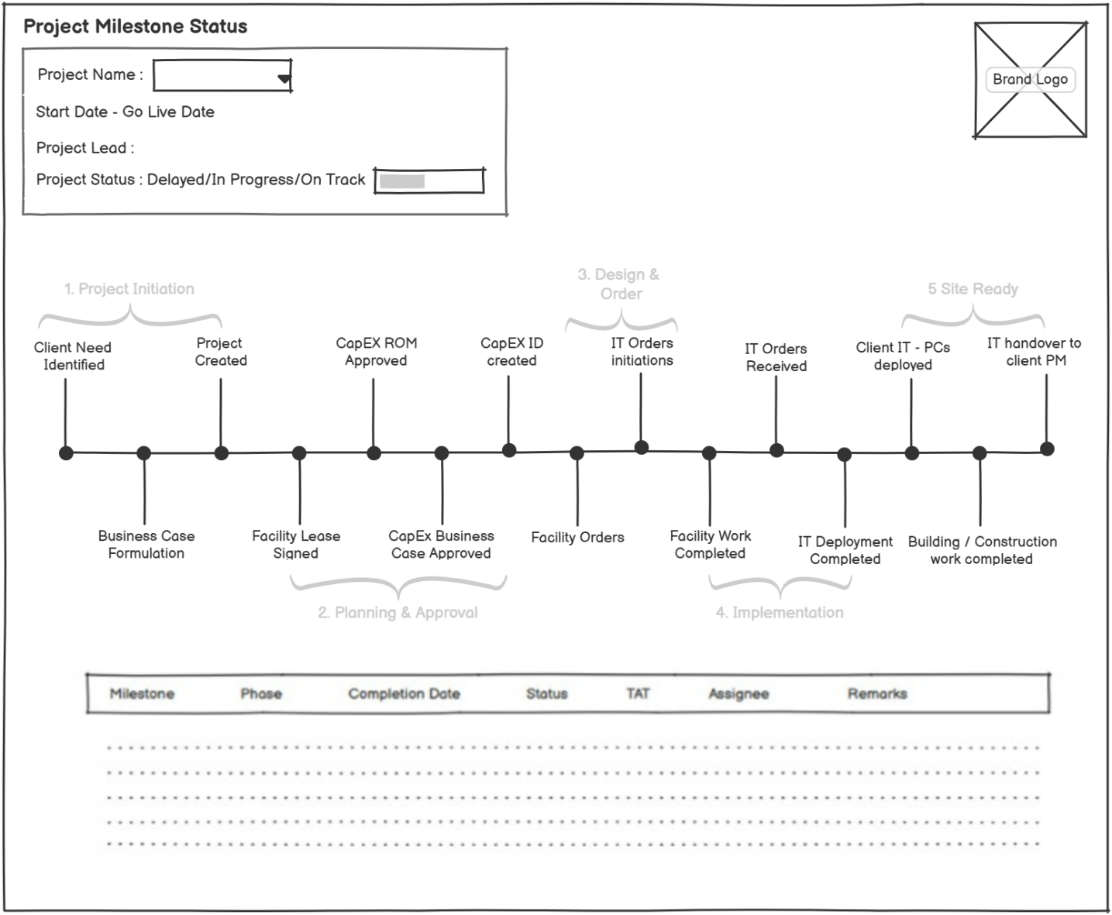 Project Milestone Status
Project Name :
Brand Logo
Start Date - Go Live Date
Project Lead :
Project Status : Delayed/In Progress/On Track
1. Project Initiation
3. Design &
Order
5 Site Ready
Client Need
Identified
Project
Created
CapEX ROM
Approved
CapEX ID
created
IT Orders
initiations
IT Orders
Received
Client IT - PCs
deployed
IT handover to
client PM
Business Case
Formulation
Facility Lease
Signed
CapEx Business
Case Approved
Facility Orders
Facility Work
Completed
IT Deployment
Completed
Building / Construction
work completed
2. Planning & Approval
4. Implementation
Milestone Phase Completion Date Status TAT Assignee Remarks